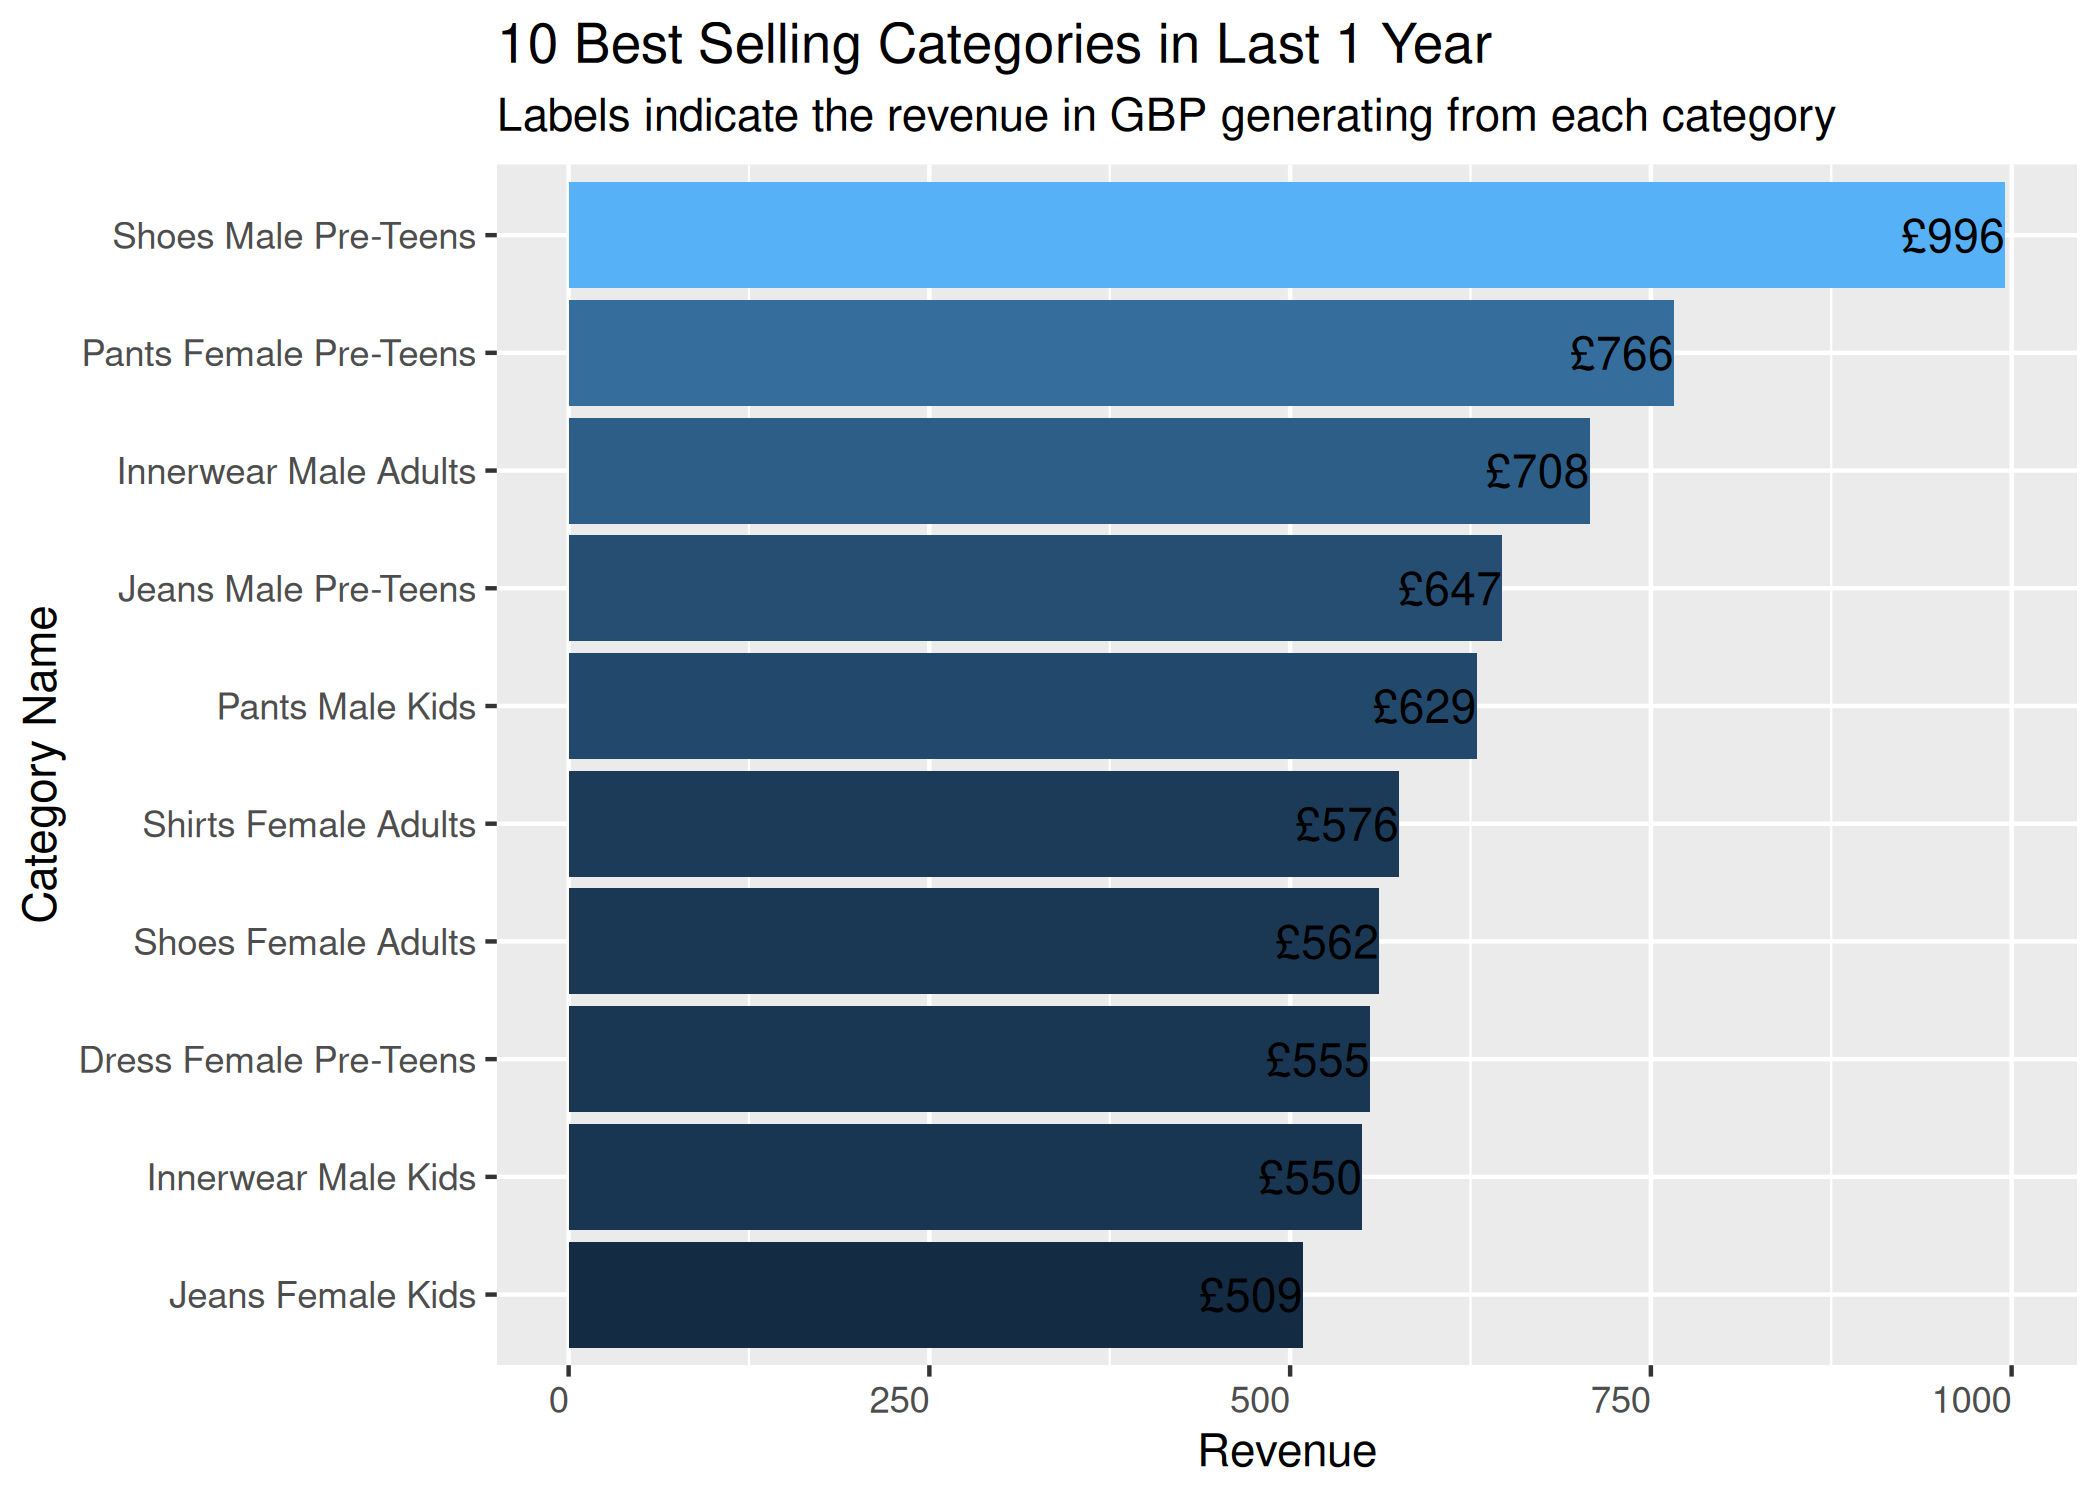 10 Best Selling Categories in Last 1 Year
Labels indicate the revenue in GBP generating from each category
Category Name
Shoes Male Pre-Teens
£996
Pants Female Pre-Teens
£766
Innerwear Male Adults
£708
Jeans Male Pre-Teens
£647
Pants Male Kids
£629
Shirts Female Adults
£576
Shoes Female Adults
£562
Dress Female Pre-Teens
£555
Innerwear Male Kids
£550
Jeans Female Kids
£509
0 250 500 750 1000
Revenue